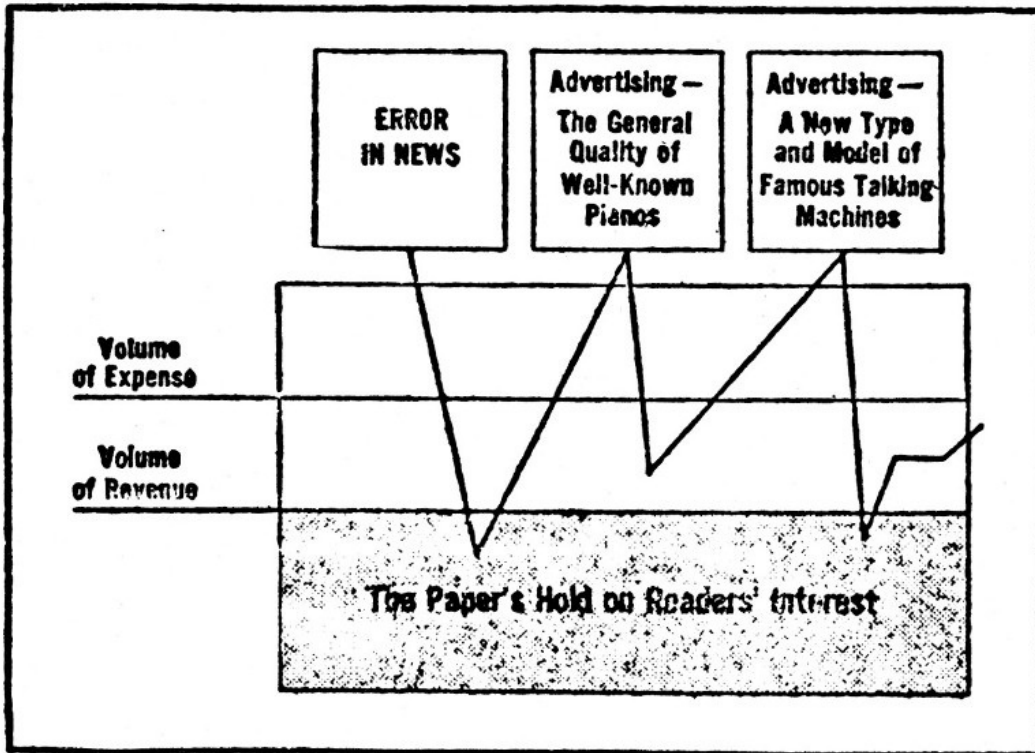 ERROR
IN NEWS
Advertising —
The General
Quality of
Well-Known
Pianos
Advertising —
A New Type
and Model of
Famous Talking
Machines
Volume
of Expense
Volume
of Revenue
The Paper's Hold on Readers' Interest